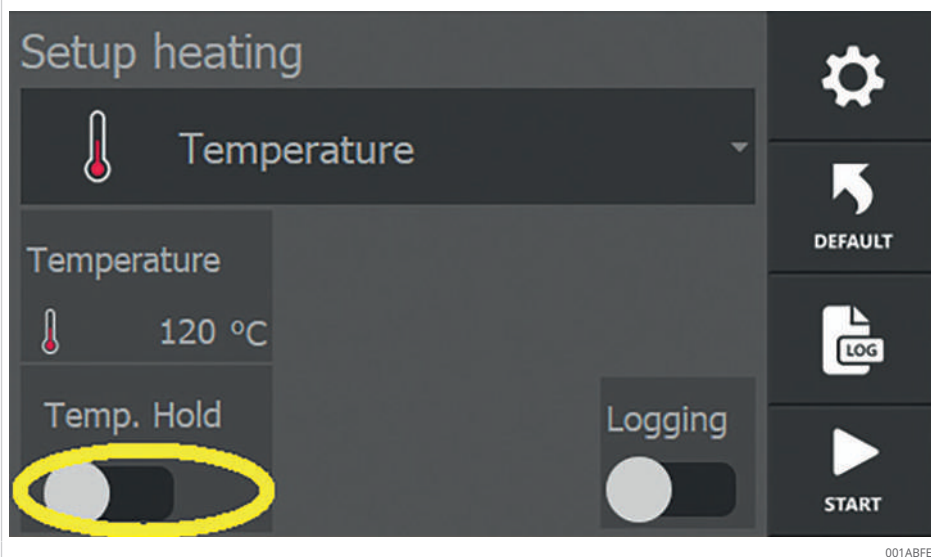 Setup heating
Temperature
Temperature
120 °C
Temp. Hold
Logging
DEFAULT
LOG
START
001ABFE